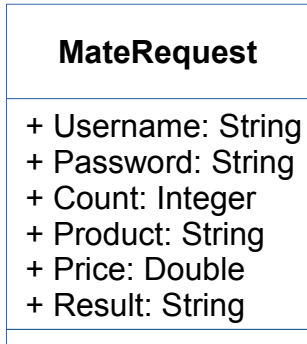 MateRequest
+ Username: String
+ Password: String
+ Count: Integer
+ Product: String
+ Price: Double
+ Result: String